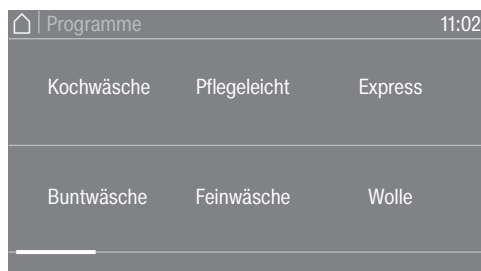 Programme 11:02
Kochwäsche Pflegeleicht Express
Buntwäsche Feinwäsche Wolle